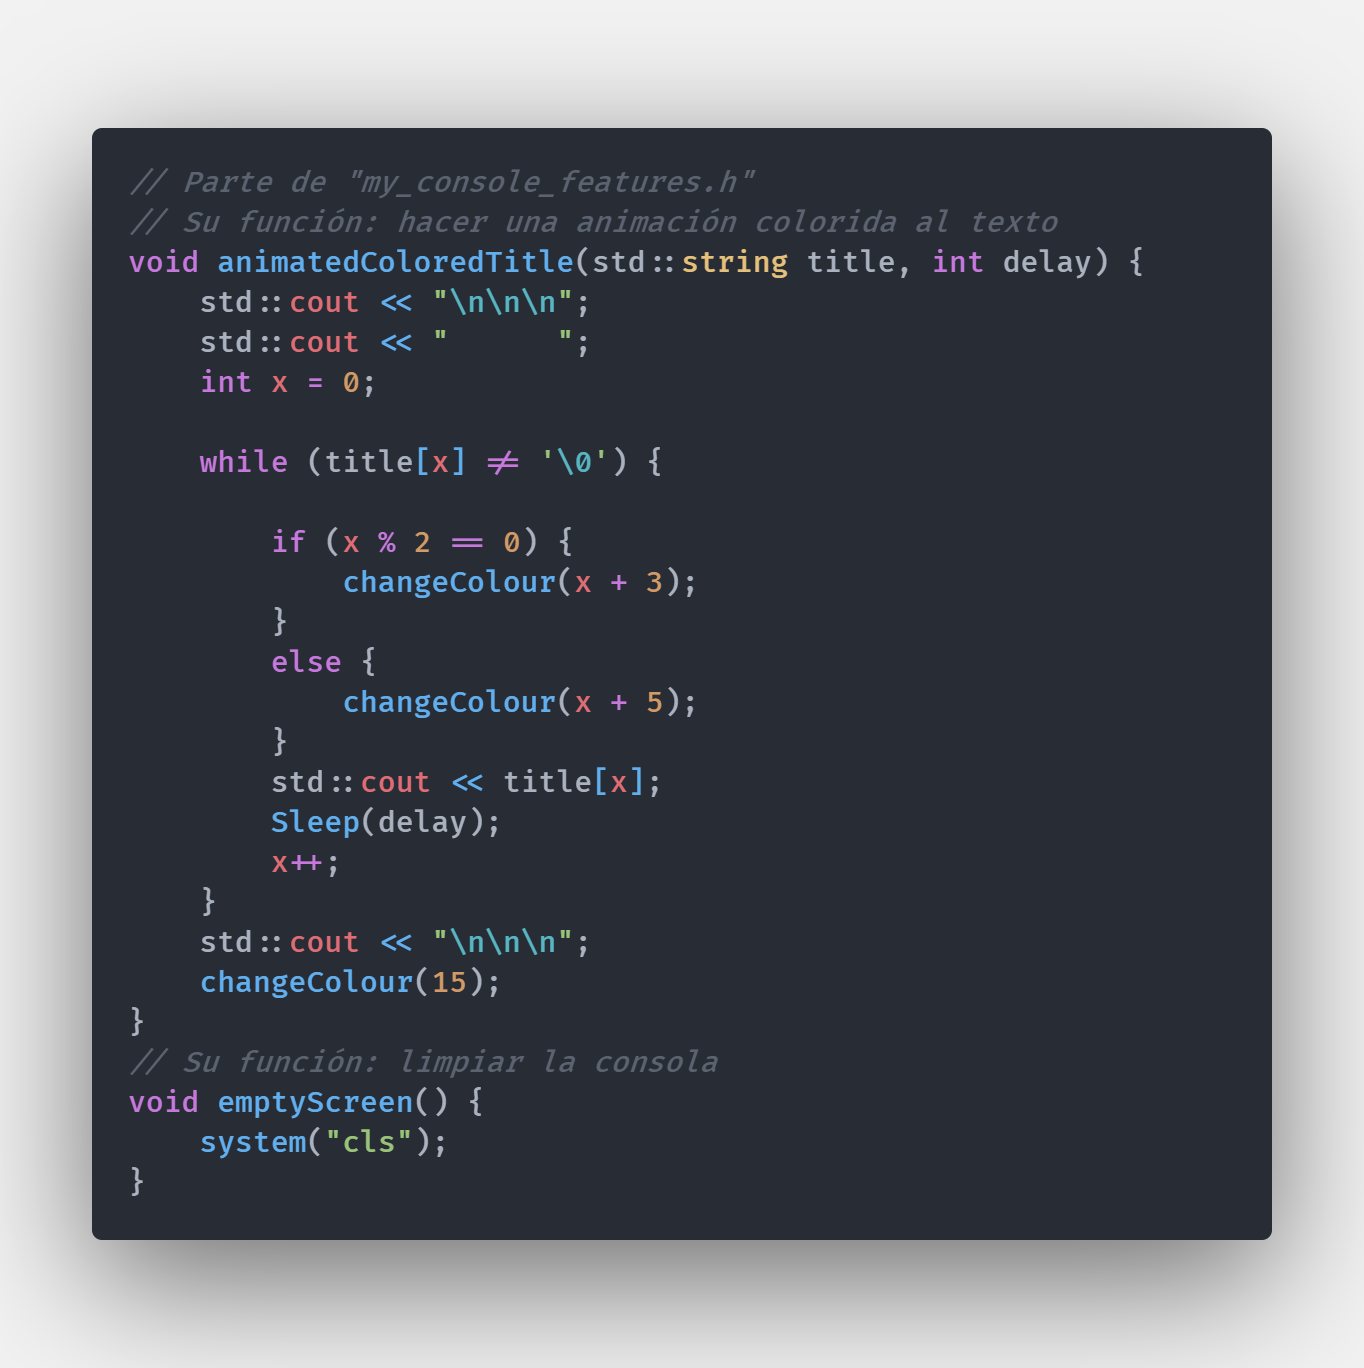 // Parte de "my_console_features.h"
// Su función: hacer una animación colorida al texto
void animatedColoredTitle(std::string title, int delay) {
    std::cout << "\n\n\n";
    std::cout << "      ";
    int x = 0;

    while (title[x] != '\0') {

        if (x % 2 == 0) {
            changeColour(x + 3);
        }
        else {
            changeColour(x + 5);
        }
        std::cout << title[x];
        Sleep(delay);
        x++;
    }
    std::cout << "\n\n\n";
    changeColour(15);
}
// Su función: limpiar la consola
void emptyScreen() {
    system("cls");
}